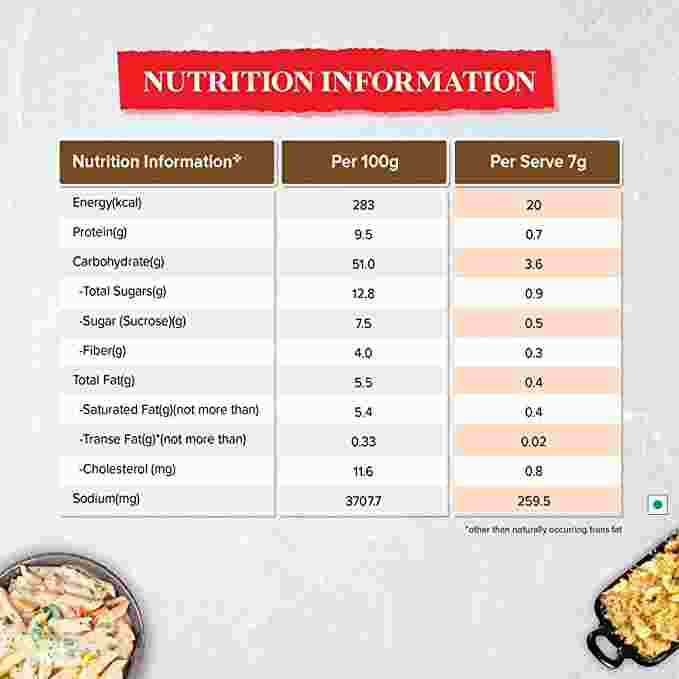 NUTRITION INFORMATION
Nutrition Information❖ Per 100g Per Serve 7g
Energy(kcal) 283 20
Protein(g) 9.5 0.7
Carbohydrate(g) 51.0 3.6
-Total Sugars(g) 12.8 0.9
-Sugar (Sucrose)(g) 7.5 0.5
-Fiber(g) 4.0 0.3
Total Fat(g) 5.5 0.4
-Saturated Fat(g)(not more than) 5.4 0.4
-Transe Fat(g)*(not more than) 0.33 0.02
-Cholesterol (mg) 11.6 0.8
Sodium(mg) 3707.7 259.5
*other than naturally occurring trans fat